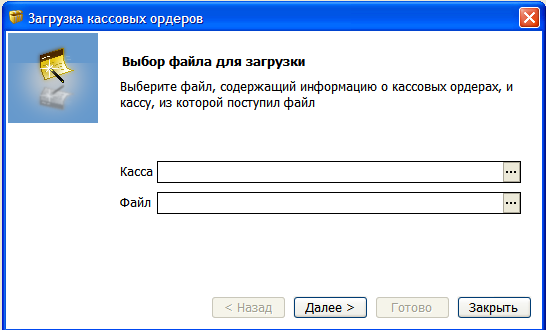 Загрузка кассовых ордеров
Выбор файла для загрузки
Выберите файл, содержащий информацию о кассовых ордерах, и
кассу, из которой поступил файл
Касса ...
Файл ...
< Назад Далее > Готово Закрыть